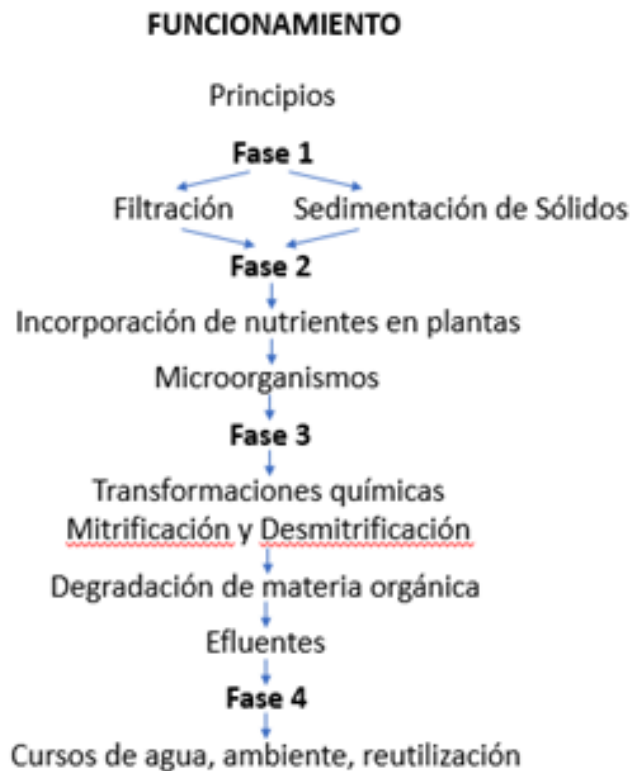 FUNCIONAMIENTO
Principios
Fase 1
Filtración Sedimentación de Sólidos
Fase 2
Incorporación de nutrientes en plantas
Microorganismos
Fase 3
Transformaciones químicas
Mitrificación y Desmitrificación
Degradación de materia orgánica
Efluentes
Fase 4
Cursos de agua, ambiente, reutilización